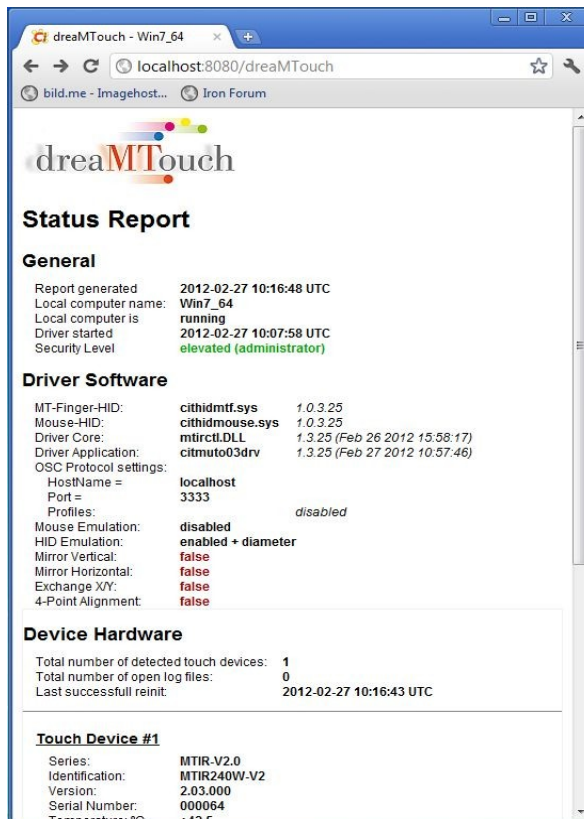 dreaMTouch - Win7_64
localhost:8080/dreaMTouch
bild.me - Imagehost... Iron Forum
dreaMTouch
Status Report
General
Report generated 2012-02-27 10:16:48 UTC
Local computer name: Win7_64
Local computer is running
Driver started 2012-02-27 10:07:58 UTC
Security Level elevated (administrator)
Driver Software
MT-Finger-HID: cithidmtf.sys 1.0.3.25
Mouse-HID: cithidmouse.sys 1.0.3.25
Driver Core: mtirctl.DLL 1.3.25 (Feb 26 2012 15:58:17)
Driver Application: citmuto03drv 1.3.25 (Feb 27 2012 10:57:46)
OSC Protocol settings:
HostName = localhost
Port = 3333
Profiles: disabled
Mouse Emulation: disabled
HID Emulation: enabled + diameter
Mirror Vertical: false
Mirror Horizontal: false
Exchange X/Y: false
4-Point Alignment: false
Device Hardware
Total number of detected touch devices: 1
Total number of open log files: 0
Last successfull reinit: 2012-02-27 10:16:43 UTC
Touch Device #1
Series: MTIR-V2.0
Identification: MTIR240W-V2
Version: 2.03.000
Serial Number: 000064